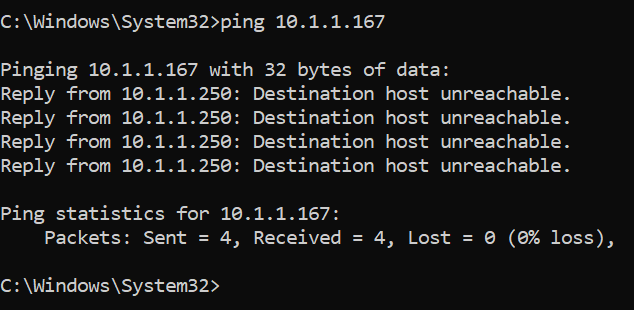 C:\Windows\System32>ping 10.1.1.167
Pinging 10.1.1.167 with 32 bytes of data:
Reply from 10.1.1.250: Destination host unreachable.
Reply from 10.1.1.250: Destination host unreachable.
Reply from 10.1.1.250: Destination host unreachable.
Reply from 10.1.1.250: Destination host unreachable.
Ping statistics for 10.1.1.167:
    Packets: Sent = 4, Received = 4, Lost = 0 (0% loss),
C:\Windows\System32>